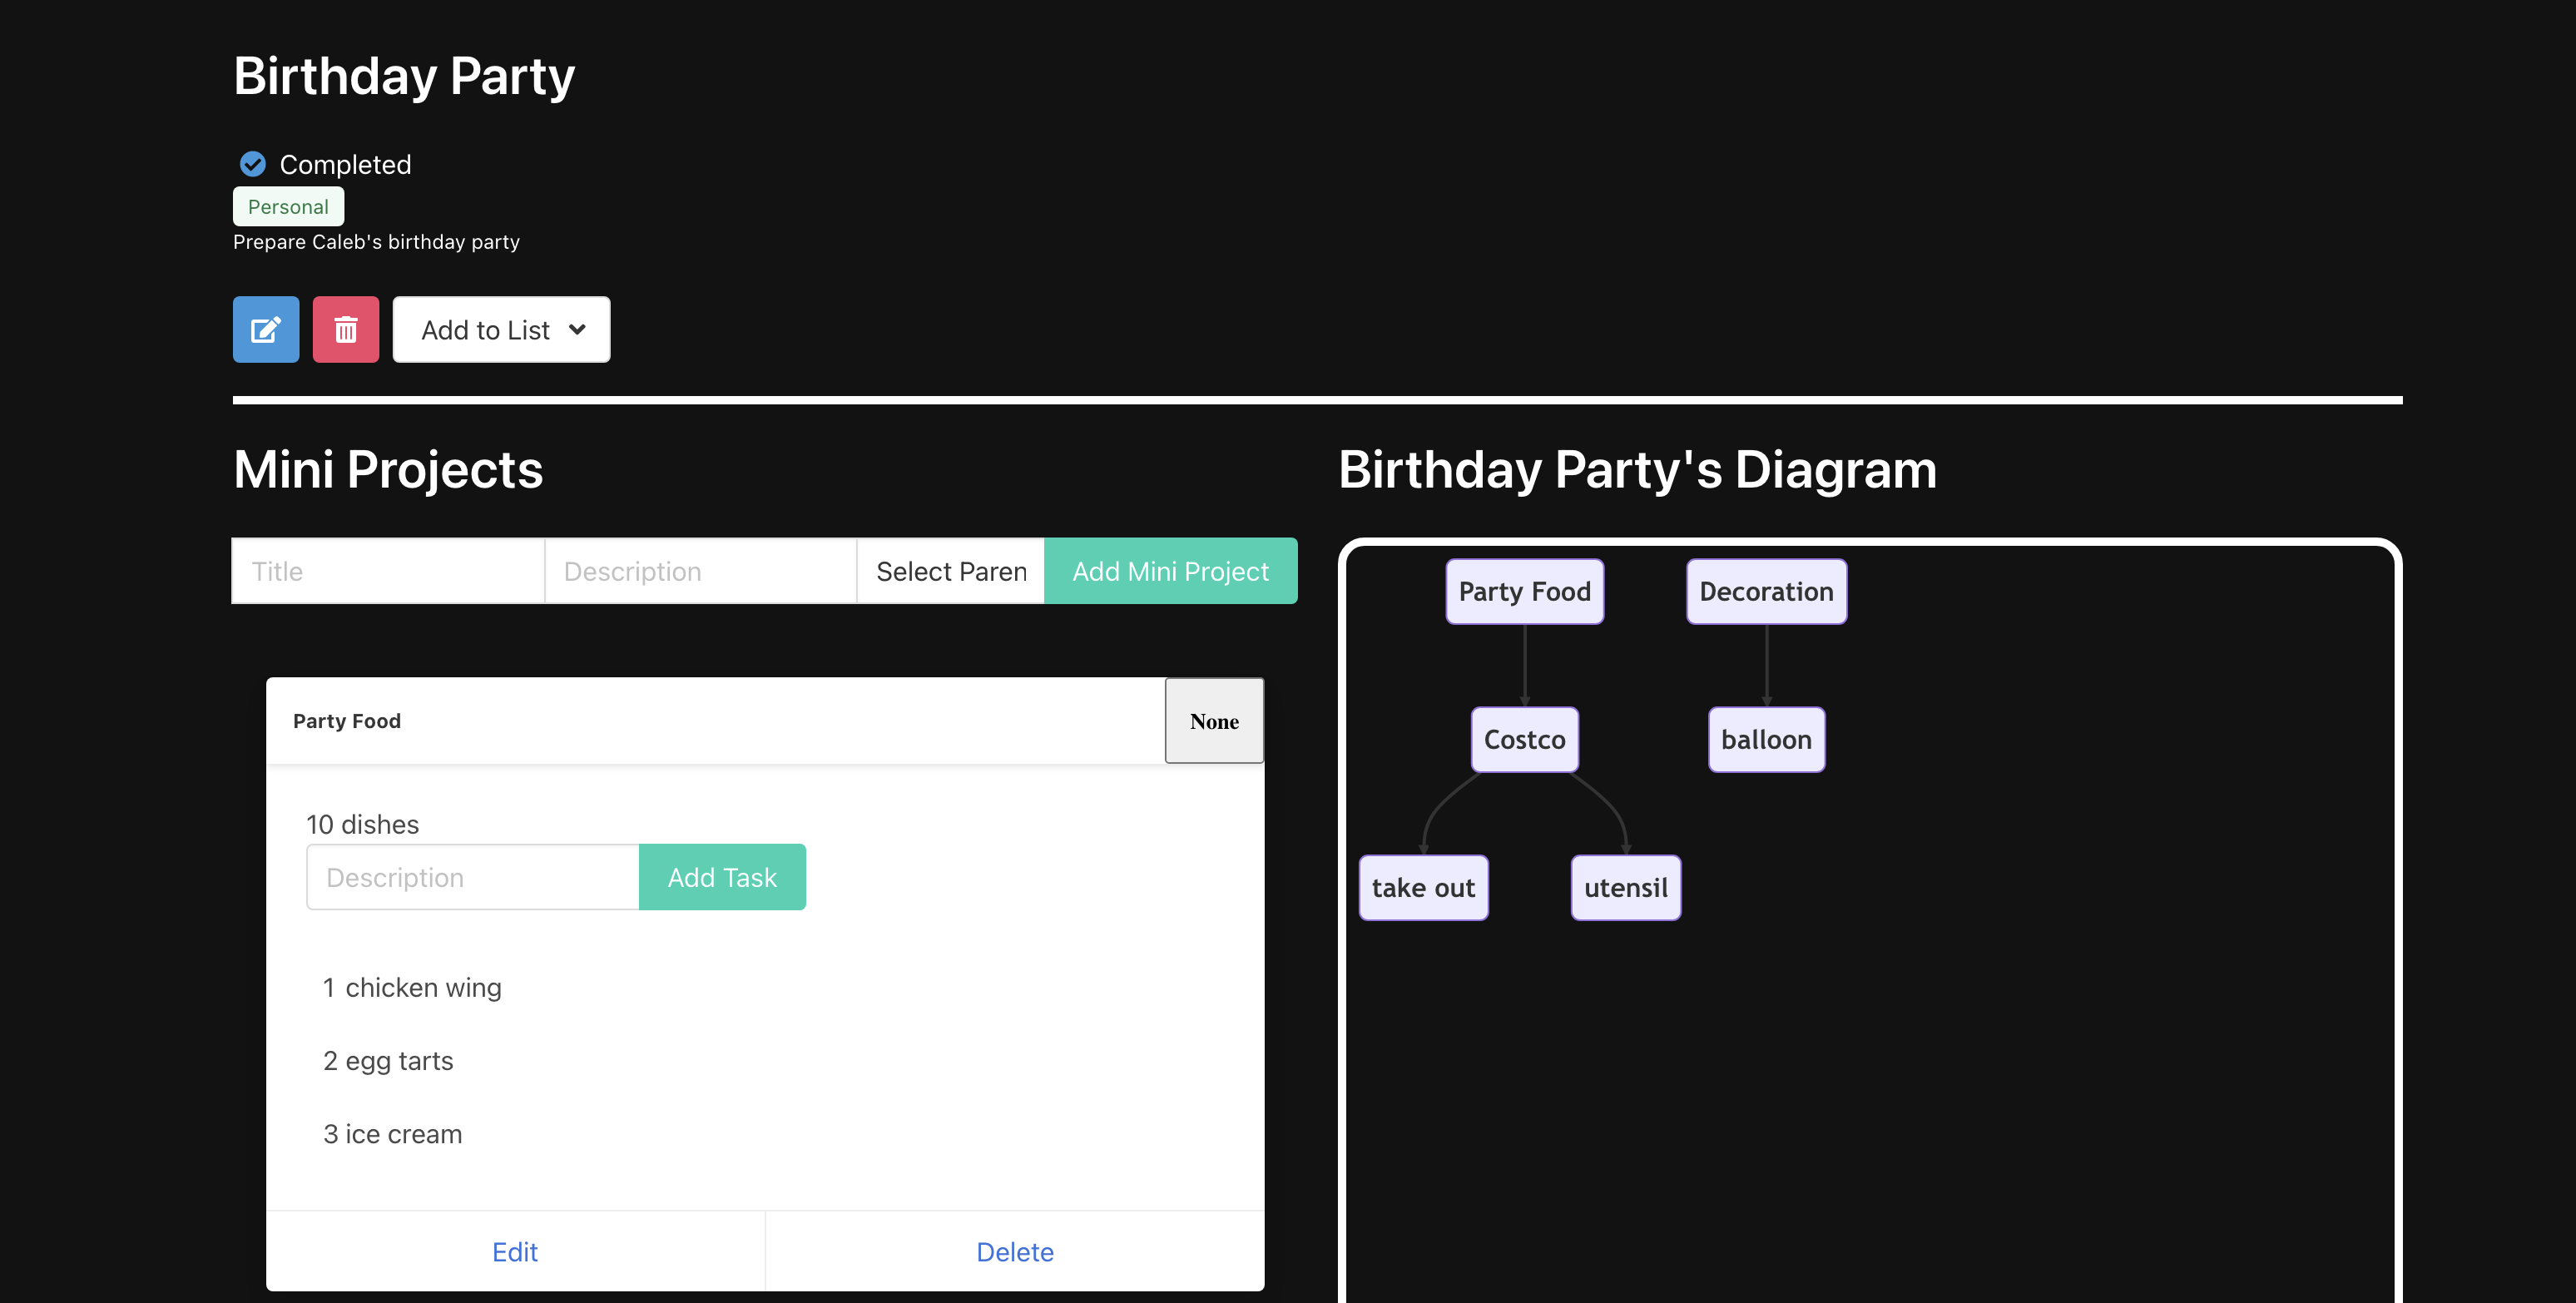 Birthday Party
Completed
Personal
Prepare Caleb's birthday party
Add to List
Mini Projects
Title
Description
Select Paren
Add Mini Project
Party Food
None
10 dishes
Description
Add Task
1 chicken wing
2 egg tarts
3 ice cream
Edit
Delete
Birthday Party's Diagram
Party Food
Decoration
Costco
balloon
take out
utensil